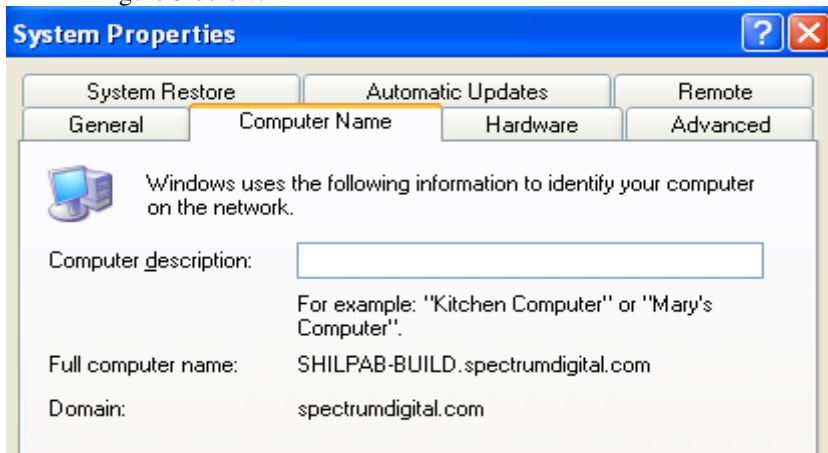 System Properties
System Restore
Automatic Updates
Remote
General
Computer Name
Hardware
Advanced
Windows uses the following information to identify your computer
on the network.
Computer description:
For example: "Kitchen Computer" or "Mary's
Computer".
Full computer name: SHILPAB-BUILD.spectrumdigital.com
Domain: spectrumdigital.com